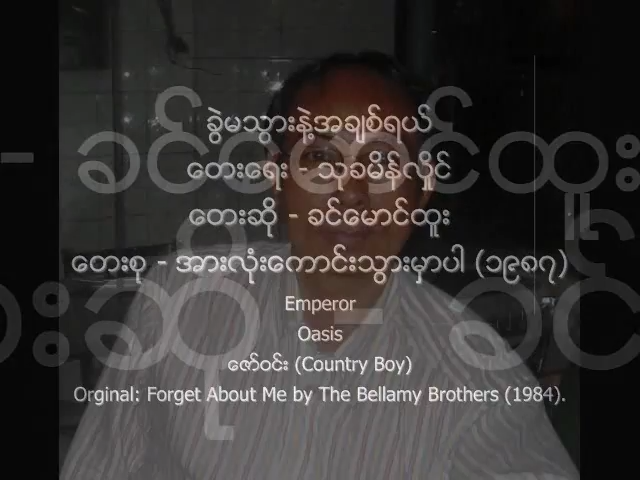 ခွဲမသွားနဲ့အချစ်ရယ်
တေးရေး - သုခမိန်လှိုင်
တေးဆို - ခင်မောင်ထူး
တေးစု - အားလုံးကောင်းသွားမှာပါ (၁၉၈၇)
Emperor
Oasis
ဇော်ဝင်း (Country Boy)
Orginal: Forget About Me by The Bellamy Brothers (1984).